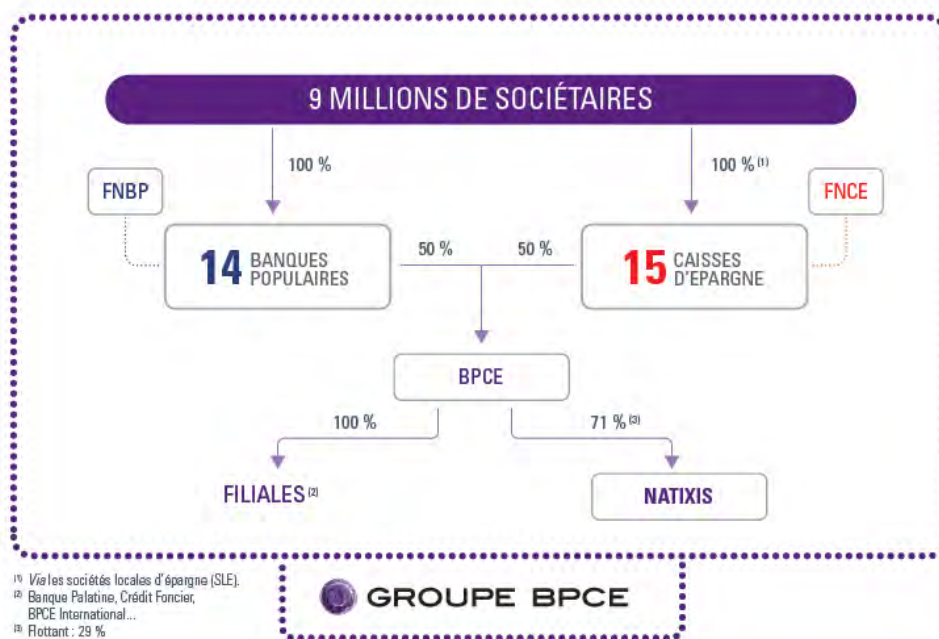 9 MILLIONS DE SOCIÉTAIRES
100 %
100 % (1)
FNBP
FNCE
14 BANQUES
POPULAIRES
50 %
50 %
15 CAISSES
D'EPARGNE
BPCE
100 %
71 % (3)
FILIALES (2)
NATIXIS
(1) Via les sociétés locales d'épargne (SLE).
(2) Banque Palatine, Crédit Foncier,
BPCE International...
(3) Flottant : 29 %
GROUPE BPCE